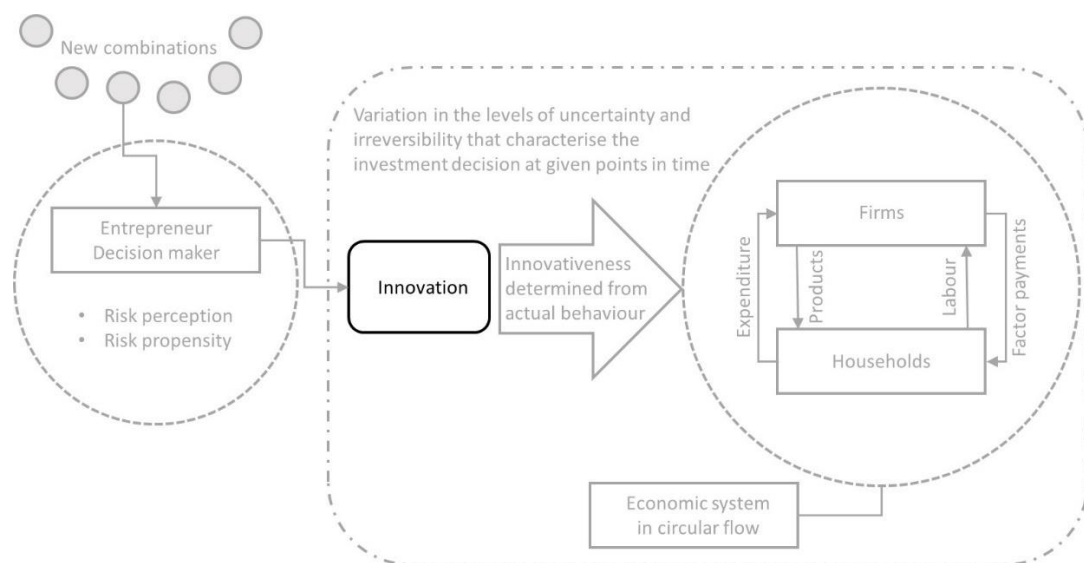 New combinations
Variation in the levels of uncertainty and
irreversibility that characterise the
investment decision at given points in time
Entrepreneur
Decision maker
• Risk perception
• Risk propensity
Innovation
Innovativeness
determined from
actual behaviour
Firms
Expenditure
Products
Labour
Factor payments
Households
Economic system
in circular flow